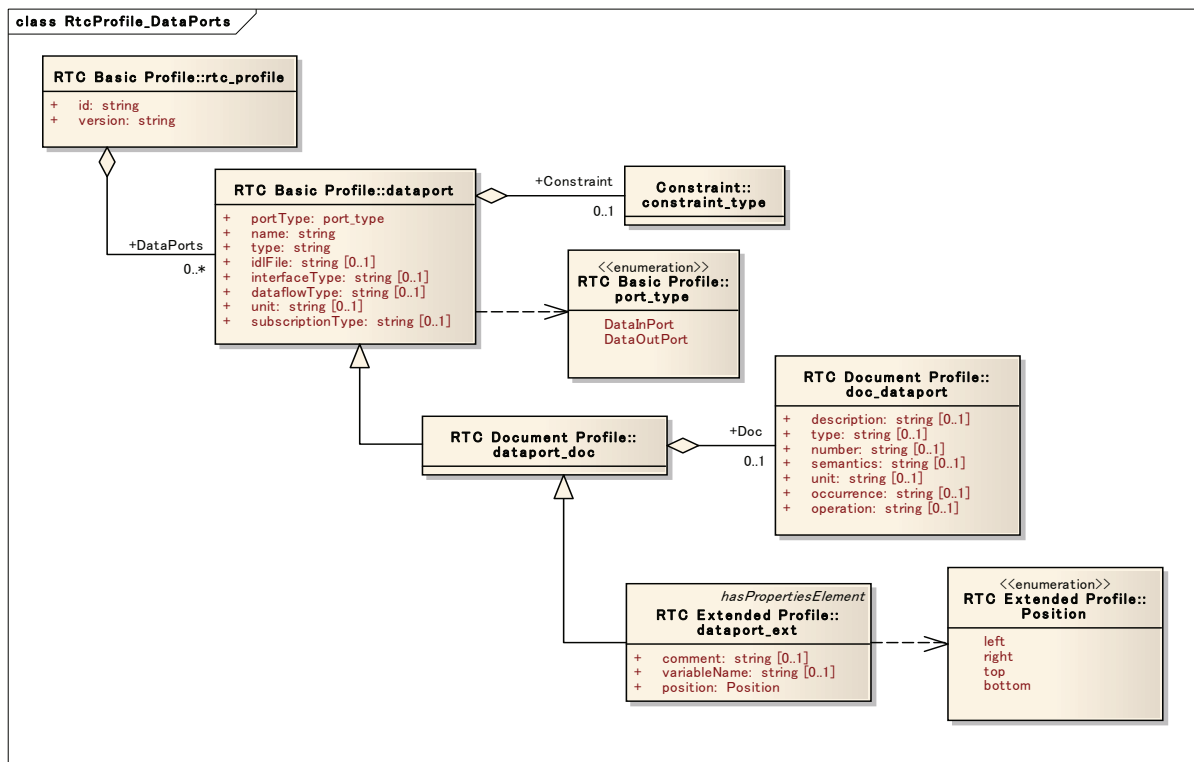 class RtcProfile_DataPorts
RTC Basic Profile::rtc_profile
+ id: string
+ version: string
+DataPorts
0..*
RTC Basic Profile::dataport
+ portType: port_type
+ name: string
+ type: string
+ idlFile: string [0..1]
+ interfaceType: string [0..1]
+ dataflowType: string [0..1]
+ unit: string [0..1]
+ subscriptionType: string [0..1]
+Constraint
0..1
Constraint::
constraint_type
<<enumeration>>
RTC Basic Profile::
port_type
DataInPort
DataOutPort
RTC Document Profile::
dataport_doc
+Doc
0..1
RTC Document Profile::
doc_dataport
+ description: string [0..1]
+ type: string [0..1]
+ number: string [0..1]
+ semantics: string [0..1]
+ unit: string [0..1]
+ occurrence: string [0..1]
+ operation: string [0..1]
hasPropertiesElement
RTC Extended Profile::
dataport_ext
+ comment: string [0..1]
+ variableName: string [0..1]
+ position: Position
<<enumeration>>
RTC Extended Profile::
Position
left
right
top
bottom